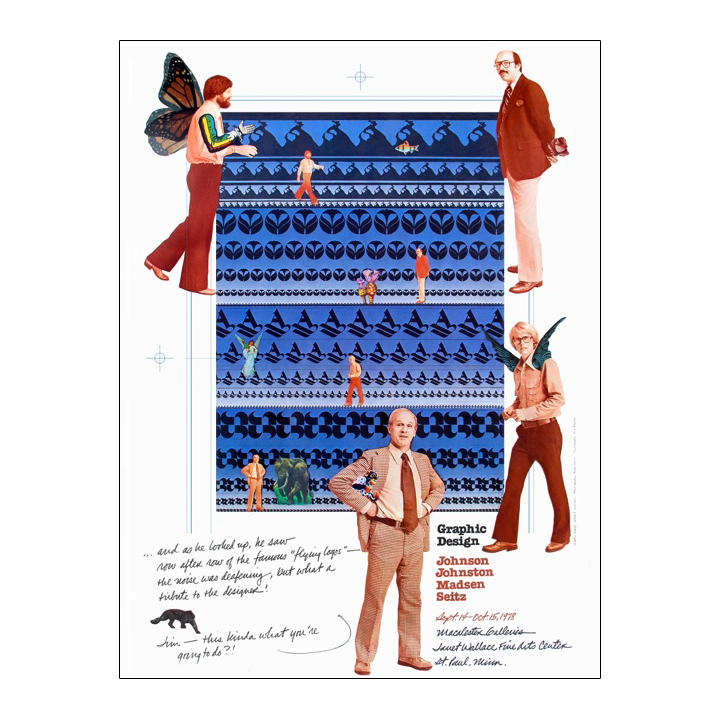 Graphic
Design
Johnson
Johnston
Madsen
Seitz
Sept. 14 – Oct. 15, 1978
Macalester Galleries
Janet Wallace Fine Arts Center
St. Paul, Minn.
... and as he looked up, he saw
row after row of the famous "flying logos" —
the noise was deafening, but what a
tribute to the designer!
Jim — this kinda what you're
going to do?!